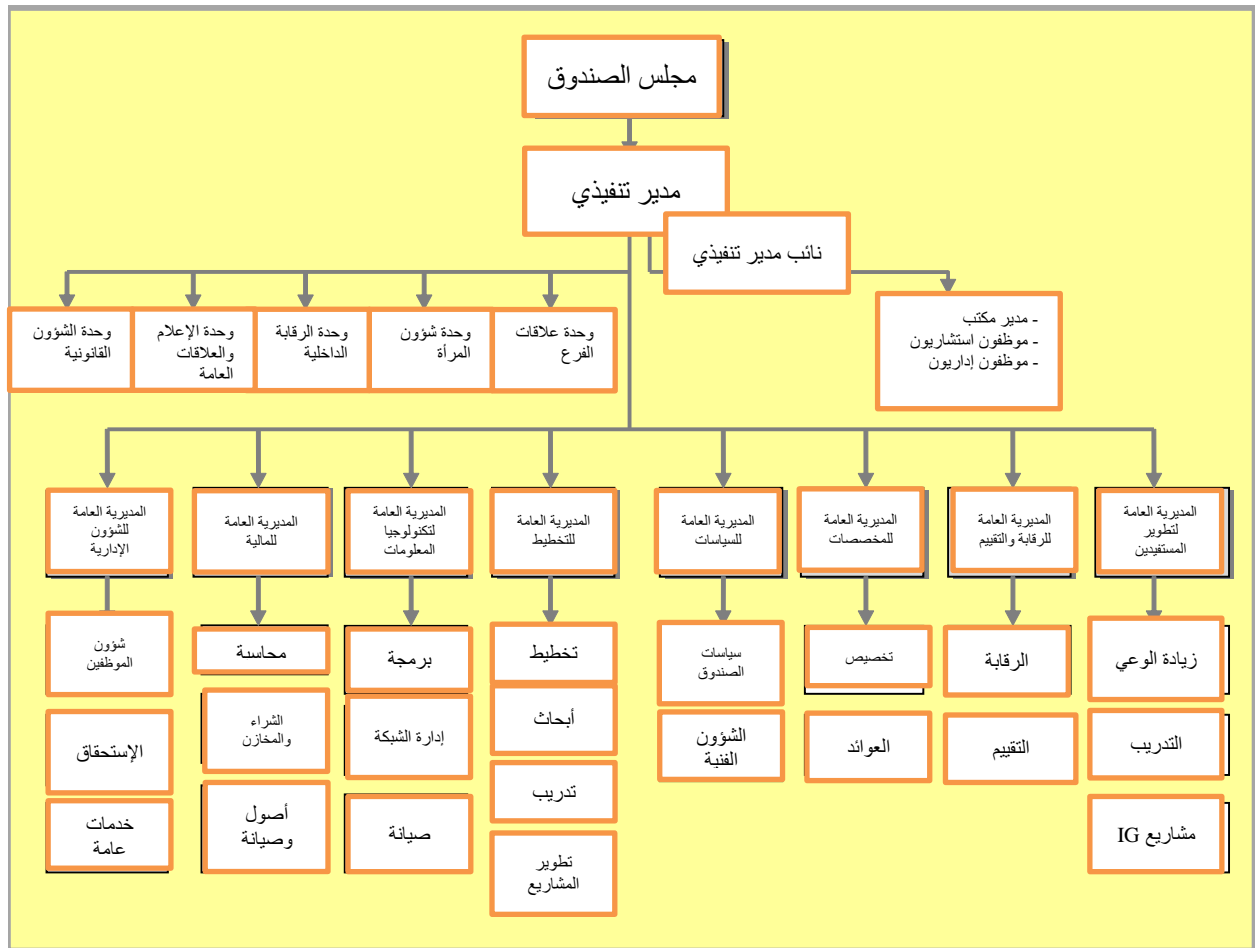 مجلس الصندوق
مدير تنفيذي
نائب مدير تنفيذي
- مدير مكتب
- موظفون استشاريون
- موظفون إداريون
وحدة علاقات
الفرع
وحدة شؤون
المرأة
وحدة الرقابة
الداخلية
وحدة الإعلام
والعلاقات
العامة
وحدة الشؤون
القانونية
المديرية العامة
لتطوير
المستفيدين
المديرية العامة
للرقابة والتقييم
المديرية العامة
للمخصصات
المديرية العامة
للسياسات
المديرية العامة
للتخطيط
المديرية العامة
لتكنولوجيا
المعلومات
المديرية العامة
للمالية
المديرية العامة
للشؤون
الإدارية
زيادة الوعي
التدريب
مشاريع IG
الرقابة
التقييم
تخصيص
العوائد
سياسات
الصندوق
الشؤون
الفنية
تخطيط
أبحاث
تدريب
تطوير
المشاريع
برمجة
إدارة الشبكة
صيانة
محاسبة
الشراء
والمخازن
أصول
وصيانة
شؤون
الموظفين
الإستحقاق
خدمات
عامة